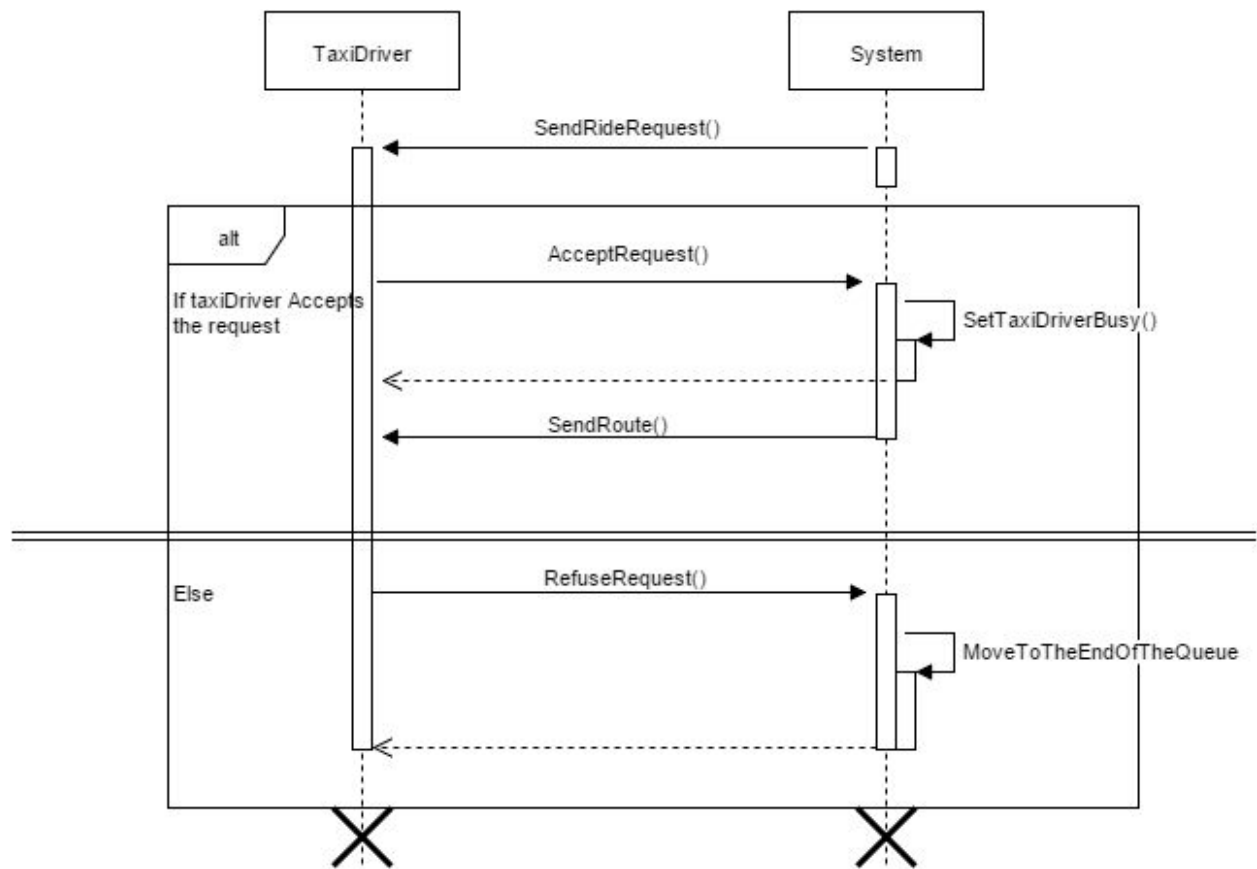 TaxiDriver
System
SendRideRequest()
alt
AcceptRequest()
If taxiDriver Accepts
the request
SetTaxiDriverBusy()
SendRoute()
Else
RefuseRequest()
MoveToTheEndOfTheQueue